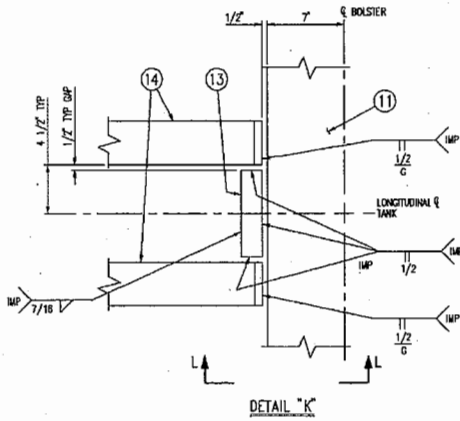 ℄ BOLSTER
1/2"
7"
14
13
11
4 1/2" TYP
1/2" TYP GAP
IMP
1/2
G
LONGITUDINAL ℄
TANK
IMP
1/2
IMP
7/16
IMP
1/2
G
L
L
DETAIL "K"